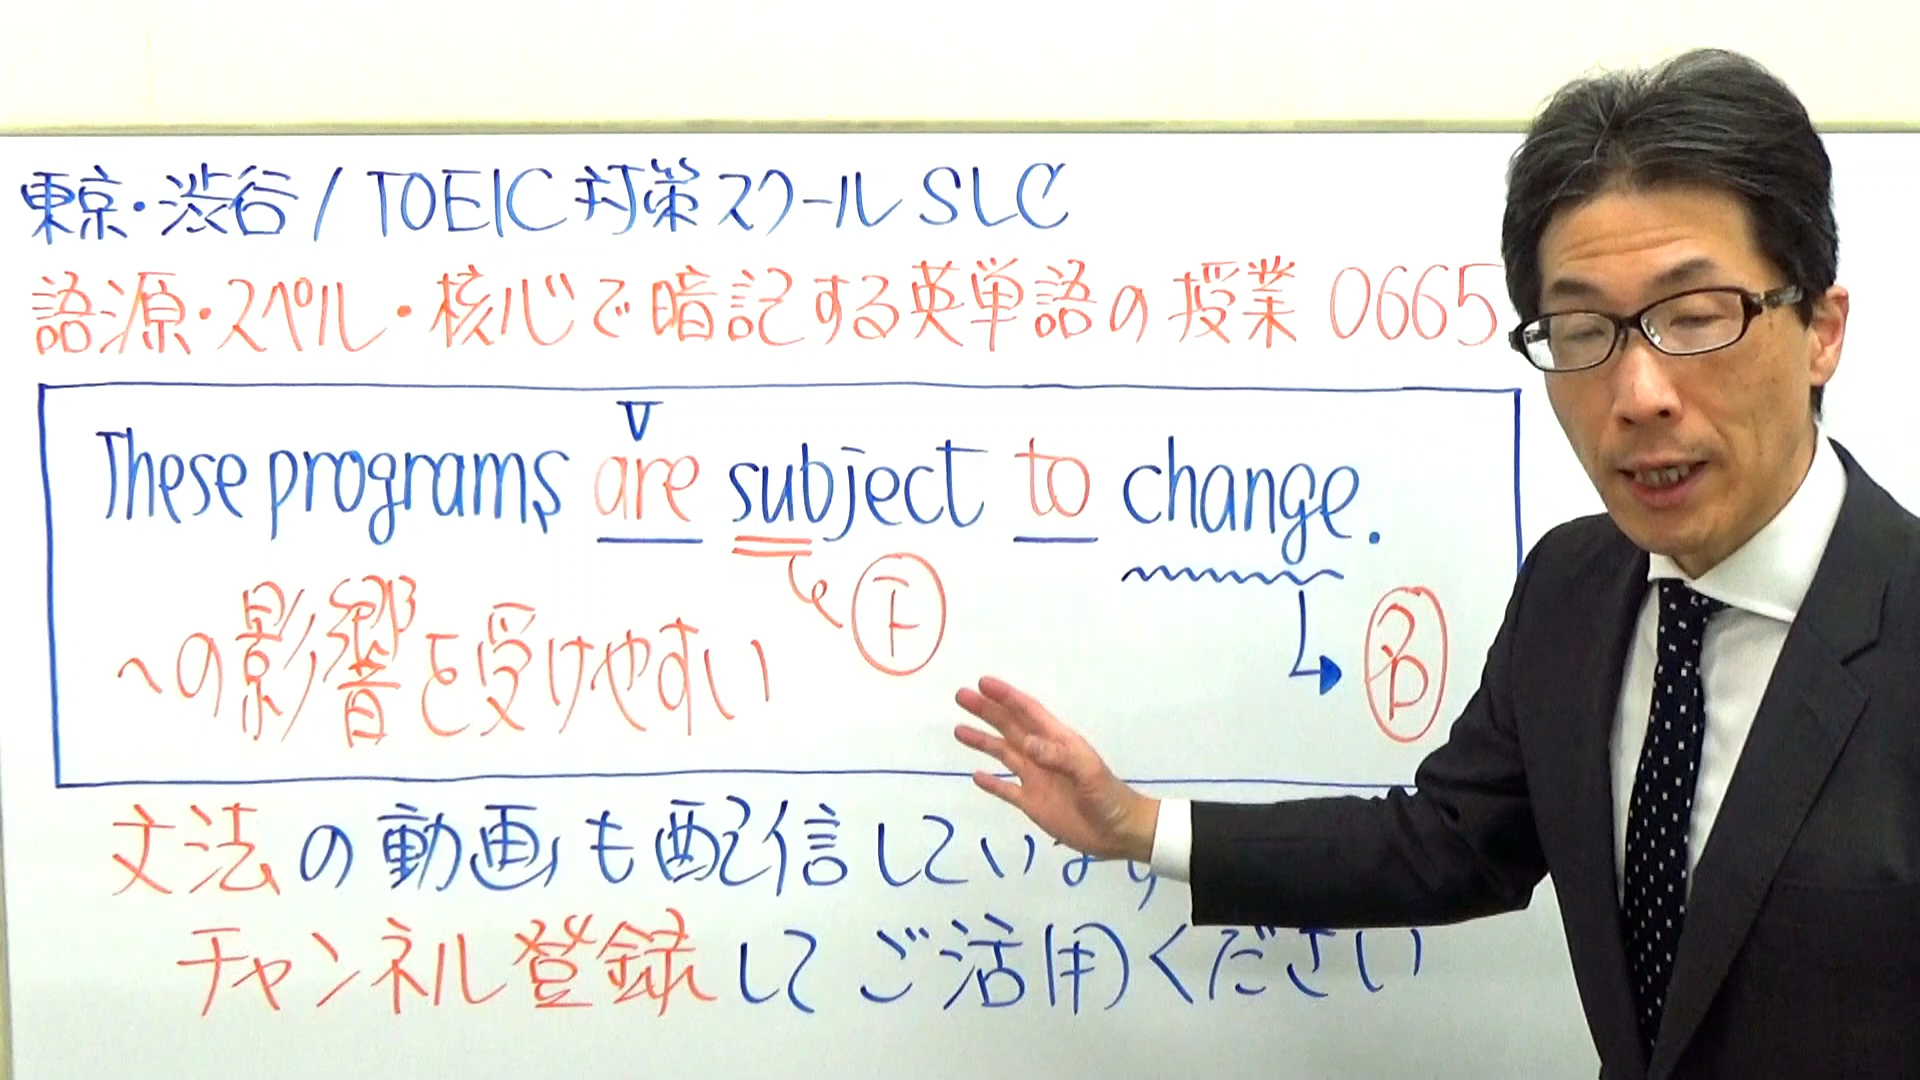 東京・渋谷/TOEIC対策スクールSLC
語源・スペル・核心で暗記する英単語の授業 0665
V
These programs are subject to change.
下
への影響を受けやすい
名
文法の動画も配信しています
チャンネル登録してご活用ください